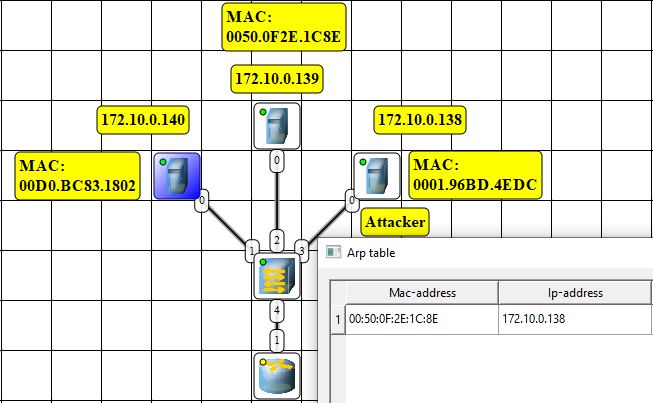 MAC:
0050.0F2E.1C8E
172.10.0.139
172.10.0.140
172.10.0.138
MAC:
00D0.BC83.1802
MAC:
0001.96BD.4EDC
0
0
0
Attacker
1
2
3
4
1
Arp table
Mac-address
Ip-address
1
00:50:0F:2E:1C:8E
172.10.0.138